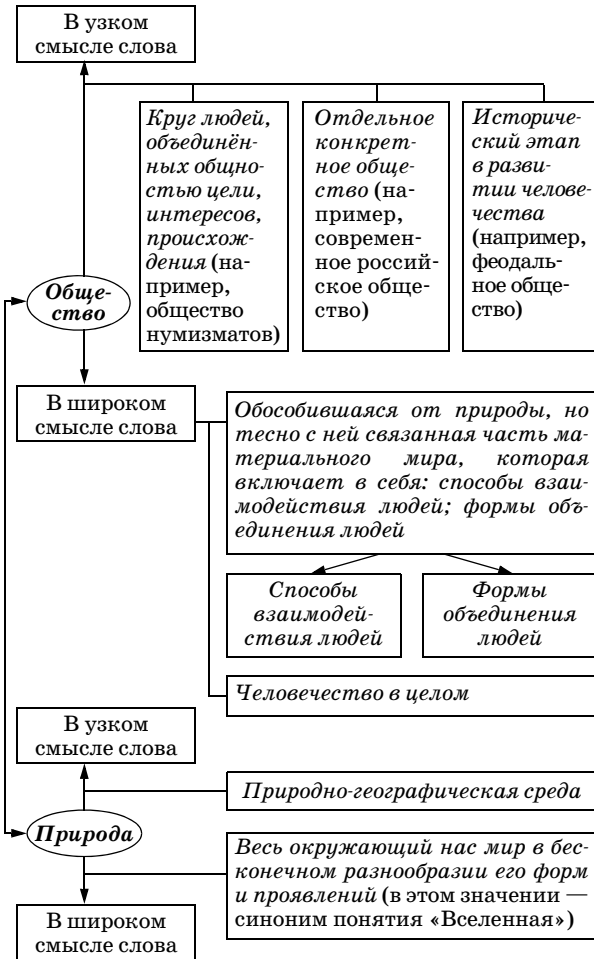 В узком
смысле слова
Круг людей,
объединён-
ных общно-
стью цели,
интересов,
происхож-
дения (на-
пример,
общество
нумизматов)
Отдельное
конкрет-
ное обще-
ство (на-
пример,
современ-
ное россий-
ское обще-
ство)
Историче-
ский этап
в разви-
тии челове-
чества
(например,
феодаль-
ное обще-
ство)
Обще-
ство
В широком
смысле слова
Обособившаяся от природы, но
тесно с ней связанная часть ма-
териального мира, которая
включает в себя: способы взаи-
модействия людей; формы объ-
единения людей
Способы
взаимодей-
ствия людей
Формы
объединения
людей
Человечество в целом
В узком
смысле слова
Природно-географическая среда
Природа
Весь окружающий нас мир в бес-
конечном разнообразии его форм
и проявлений (в этом значении —
синоним понятия «Вселенная»)
В широком
смысле слова